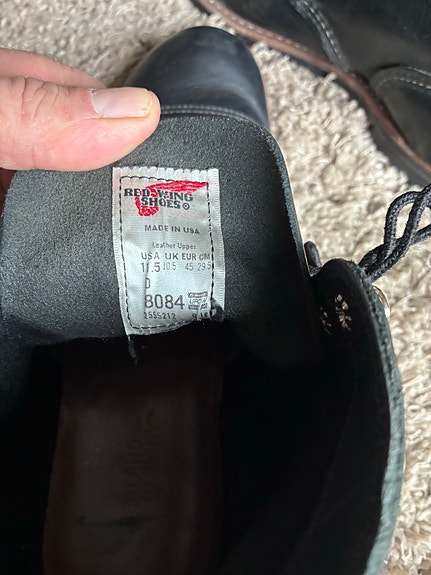 RED WING
SHOES
MADE IN USA
Leather Upper
USA UK EUR CM
11.5 10.5 45 29.5
D
8084
2555212